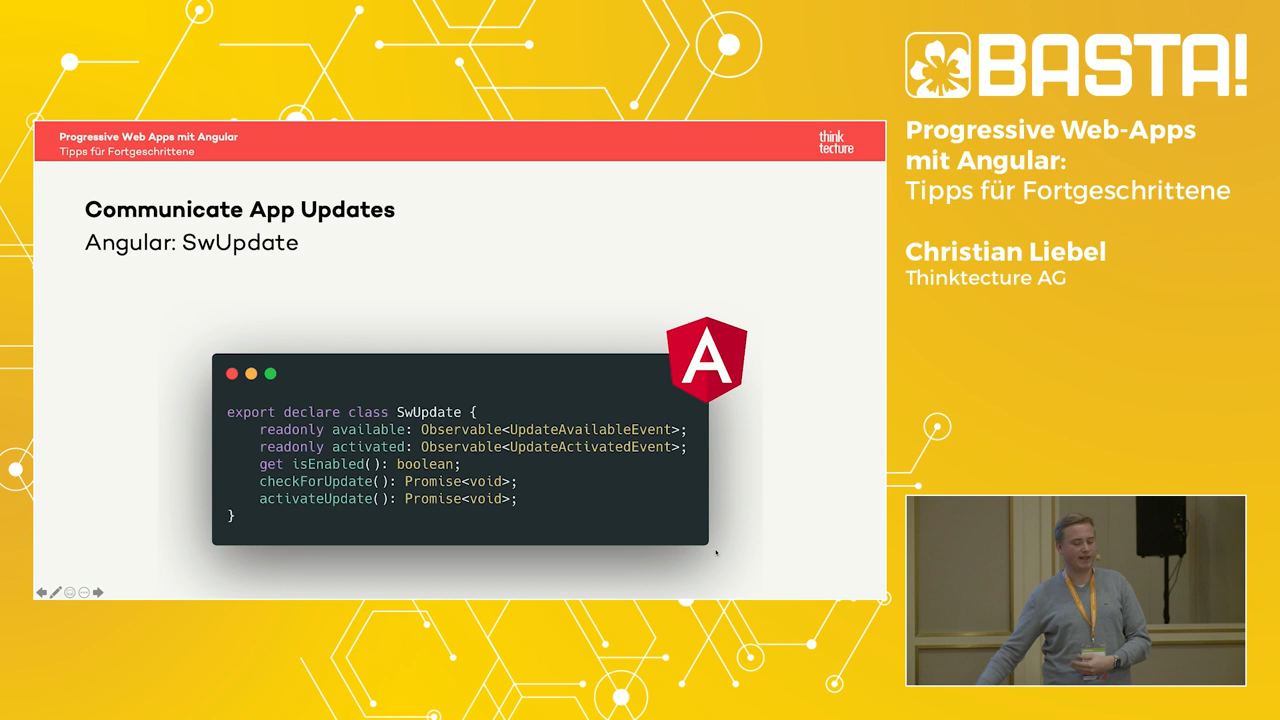 Progressive Web Apps mit Angular
Tipps für Fortgeschrittene
think
tecture
Communicate App Updates
Angular: SwUpdate
A
export declare class SwUpdate {
readonly available: Observable<UpdateAvailableEvent>;
readonly activated: Observable<UpdateActivatedEvent>;
get isEnabled(): boolean;
checkForUpdate(): Promise<void>;
activateUpdate(): Promise<void>;
}
BASTA!
Progressive Web-Apps
mit Angular:
Tipps für Fortgeschrittene
Christian Liebel
Thinktecture AG